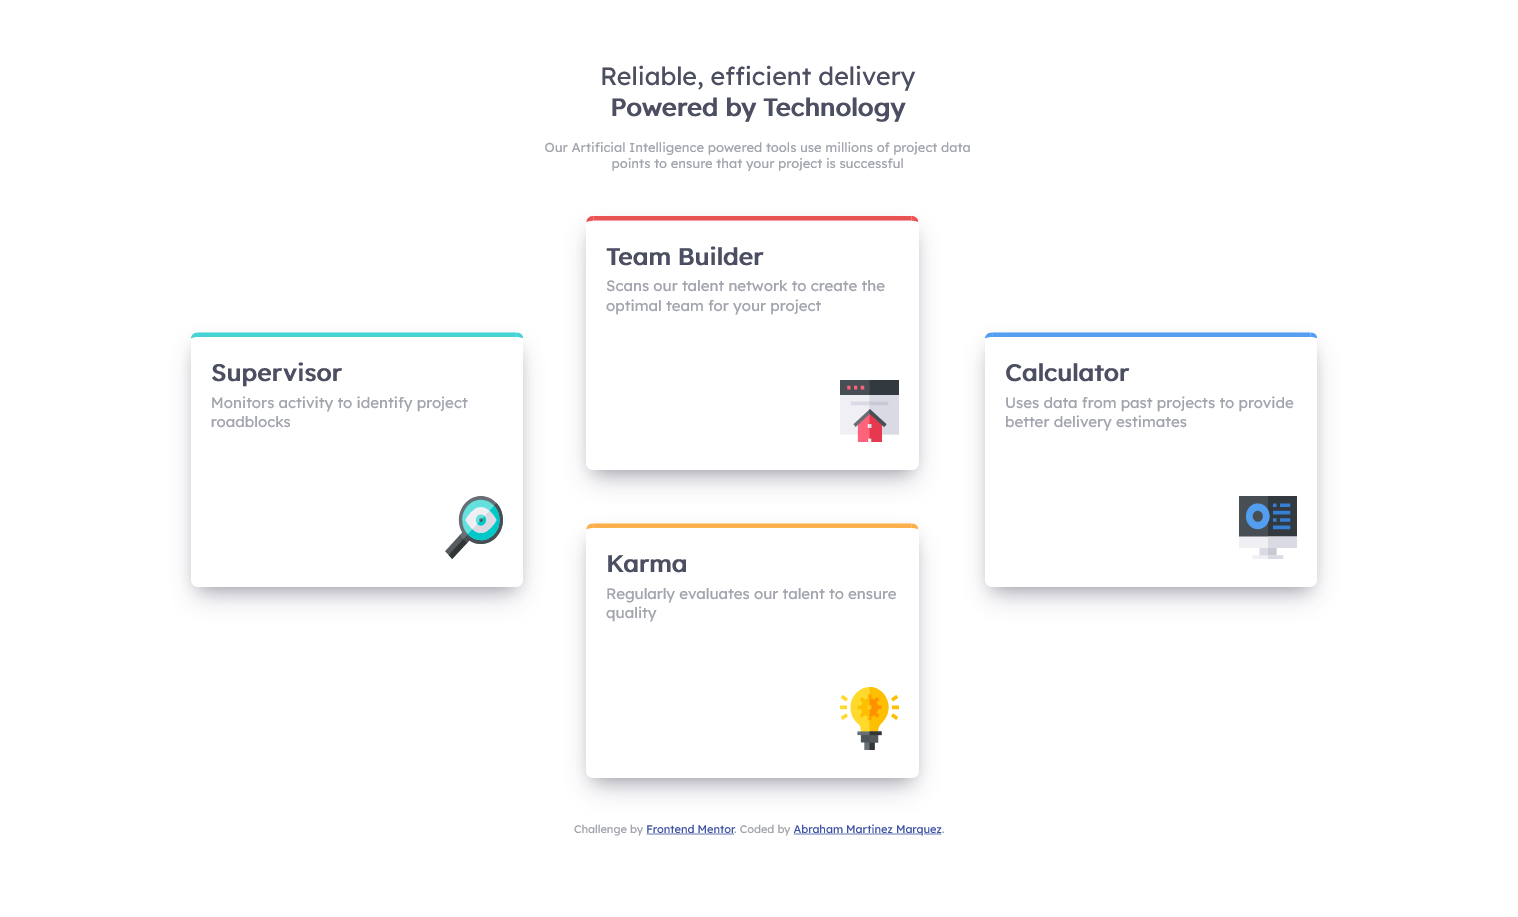 Reliable, efficient delivery
Powered by Technology
Our Artificial Intelligence powered tools use millions of project data
points to ensure that your project is successful
Supervisor
Monitors activity to identify project
roadblocks
Team Builder
Scans our talent network to create the
optimal team for your project
Karma
Regularly evaluates our talent to ensure
quality
Calculator
Uses data from past projects to provide
better delivery estimates
Challenge by Frontend Mentor. Coded by Abraham Martinez Marquez.